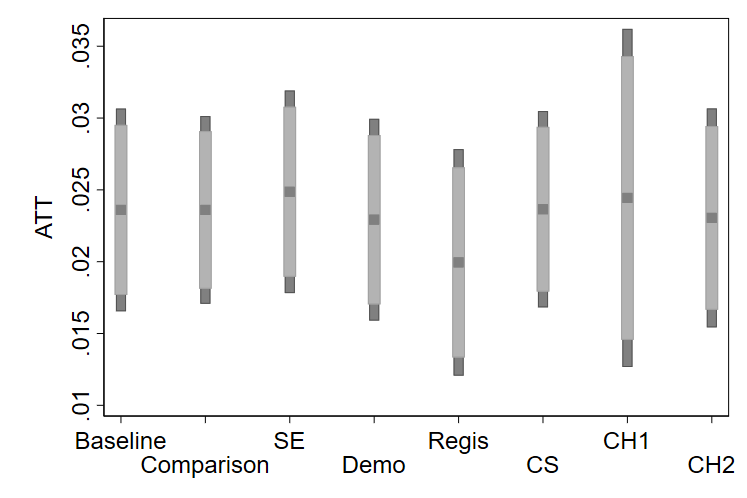 ATT
.035
.03
.025
.02
.015
.01
Baseline
Comparison
SE
Demo
Regis
CS
CH1
CH2